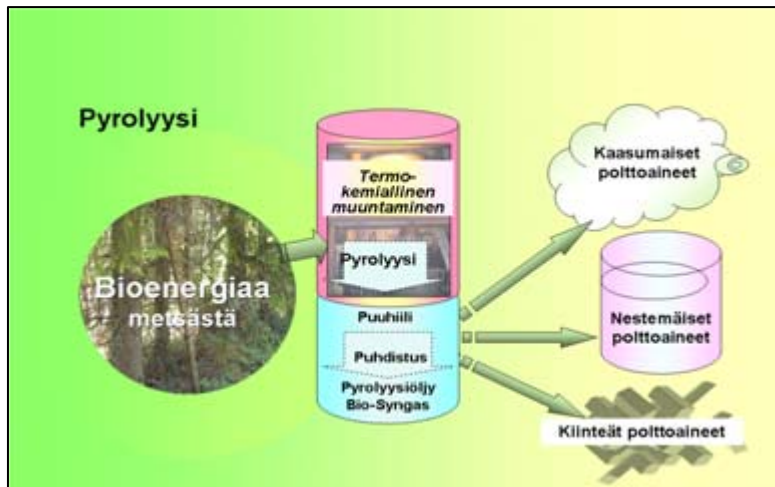 Pyrolyysi
Bioenergiaa
metsästä
Termo-
kemiallinen
muuntaminen
Pyrolyysi
Puuhiili
Puhdistus
Pyrolyysiöljy
Bio-Syngas
Kaasumaiset
polttoaineet
Nestemäiset
polttoaineet
Kiinteät polttoaineet